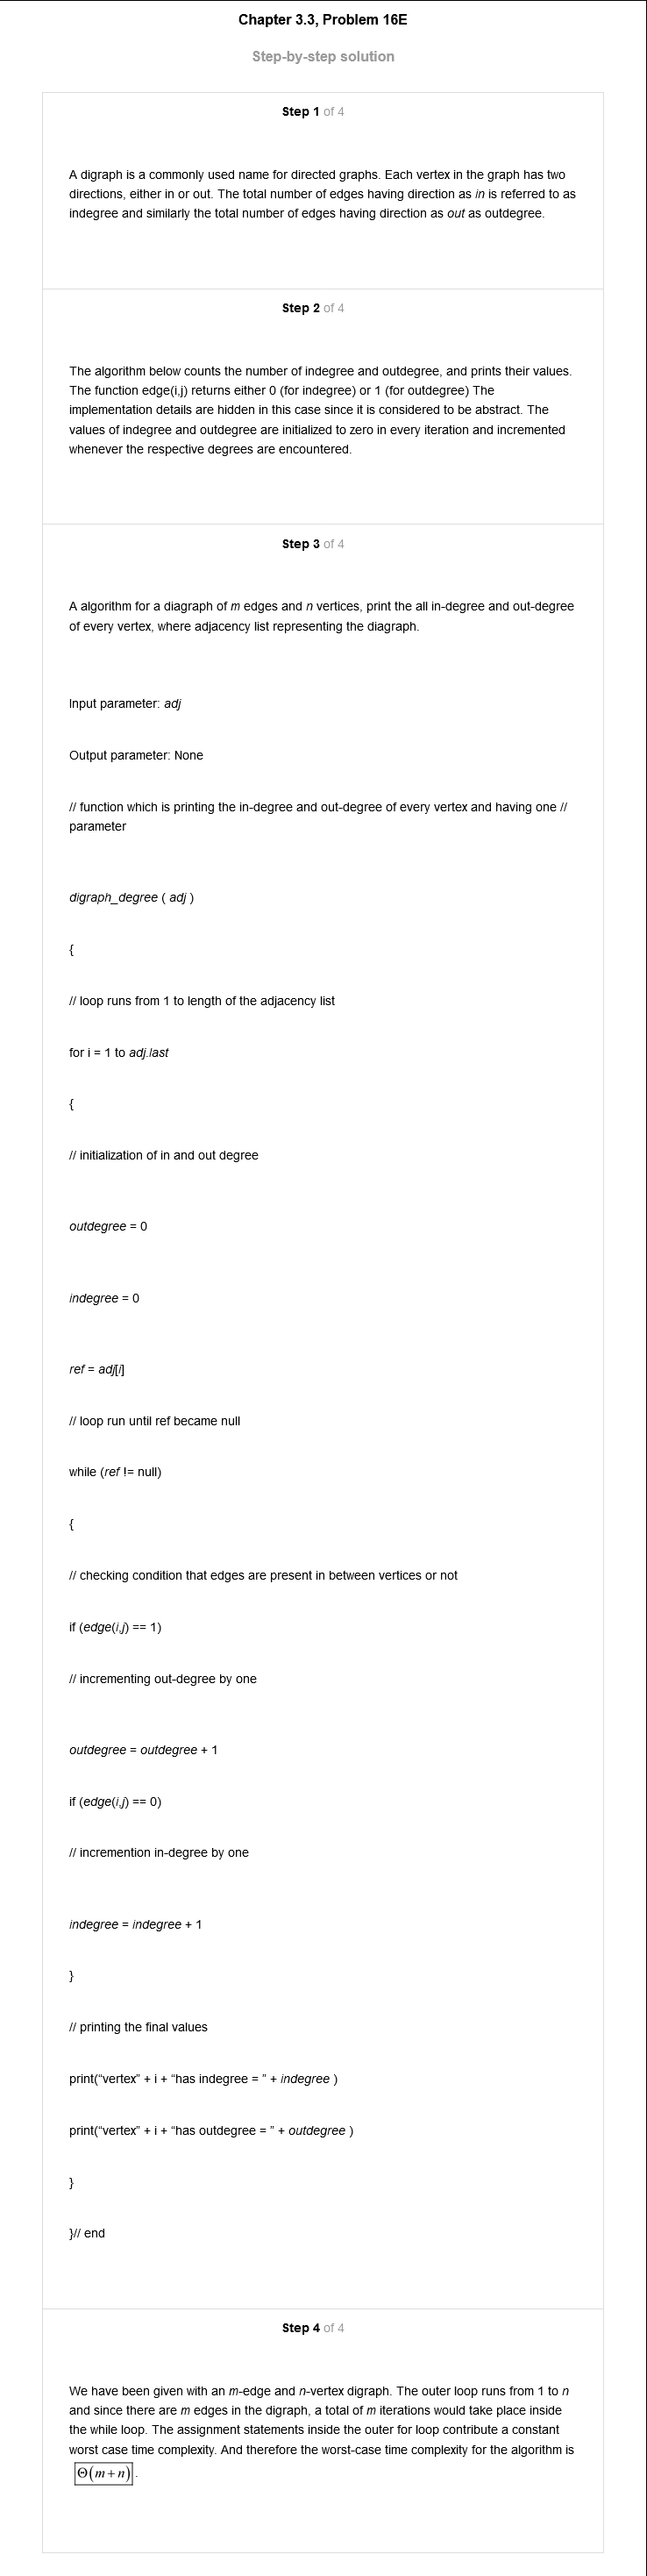 Chapter 3.3, Problem 16E
Step-by-step solution
Step 1 of 4
A digraph is a commonly used name for directed graphs. Each vertex in the graph has two
directions, either in or out. The total number of edges having direction as in is referred to as
indegree and similarly the total number of edges having direction as out as outdegree.
Step 2 of 4
The algorithm below counts the number of indegree and outdegree, and prints their values.
The function edge(i,j) returns either 0 (for indegree) or 1 (for outdegree) The
implementation details are hidden in this case since it is considered to be abstract. The
values of indegree and outdegree are initialized to zero in every iteration and incremented
whenever the respective degrees are encountered.
Step 3 of 4
A algorithm for a diagraph of m edges and n vertices, print the all in-degree and out-degree
of every vertex, where adjacency list representing the diagraph.
Input parameter: adj
Output parameter: None
// function which is printing the in-degree and out-degree of every vertex and having one //
parameter
digraph_degree ( adj )
{
// loop runs from 1 to length of the adjacency list
for i = 1 to adj.last
{
// initialization of in and out degree
outdegree = 0
indegree = 0
ref = adj[i]
// loop run until ref became null
while (ref != null)
{
// checking condition that edges are present in between vertices or not
if (edge(i,j) == 1)
// incrementing out-degree by one
outdegree = outdegree + 1
if (edge(i,j) == 0)
// incremention in-degree by one
indegree = indegree + 1
}
// printing the final values
print(“vertex” + i + “has indegree = ” + indegree )
print(“vertex” + i + “has outdegree = ” + outdegree )
}
}// end
Step 4 of 4
We have been given with an m-edge and n-vertex digraph. The outer loop runs from 1 to n
and since there are m edges in the digraph, a total of m iterations would take place inside
the while loop. The assignment statements inside the outer for loop contribute a constant
worst case time complexity. And therefore the worst-case time complexity for the algorithm is
Θ(m+n).